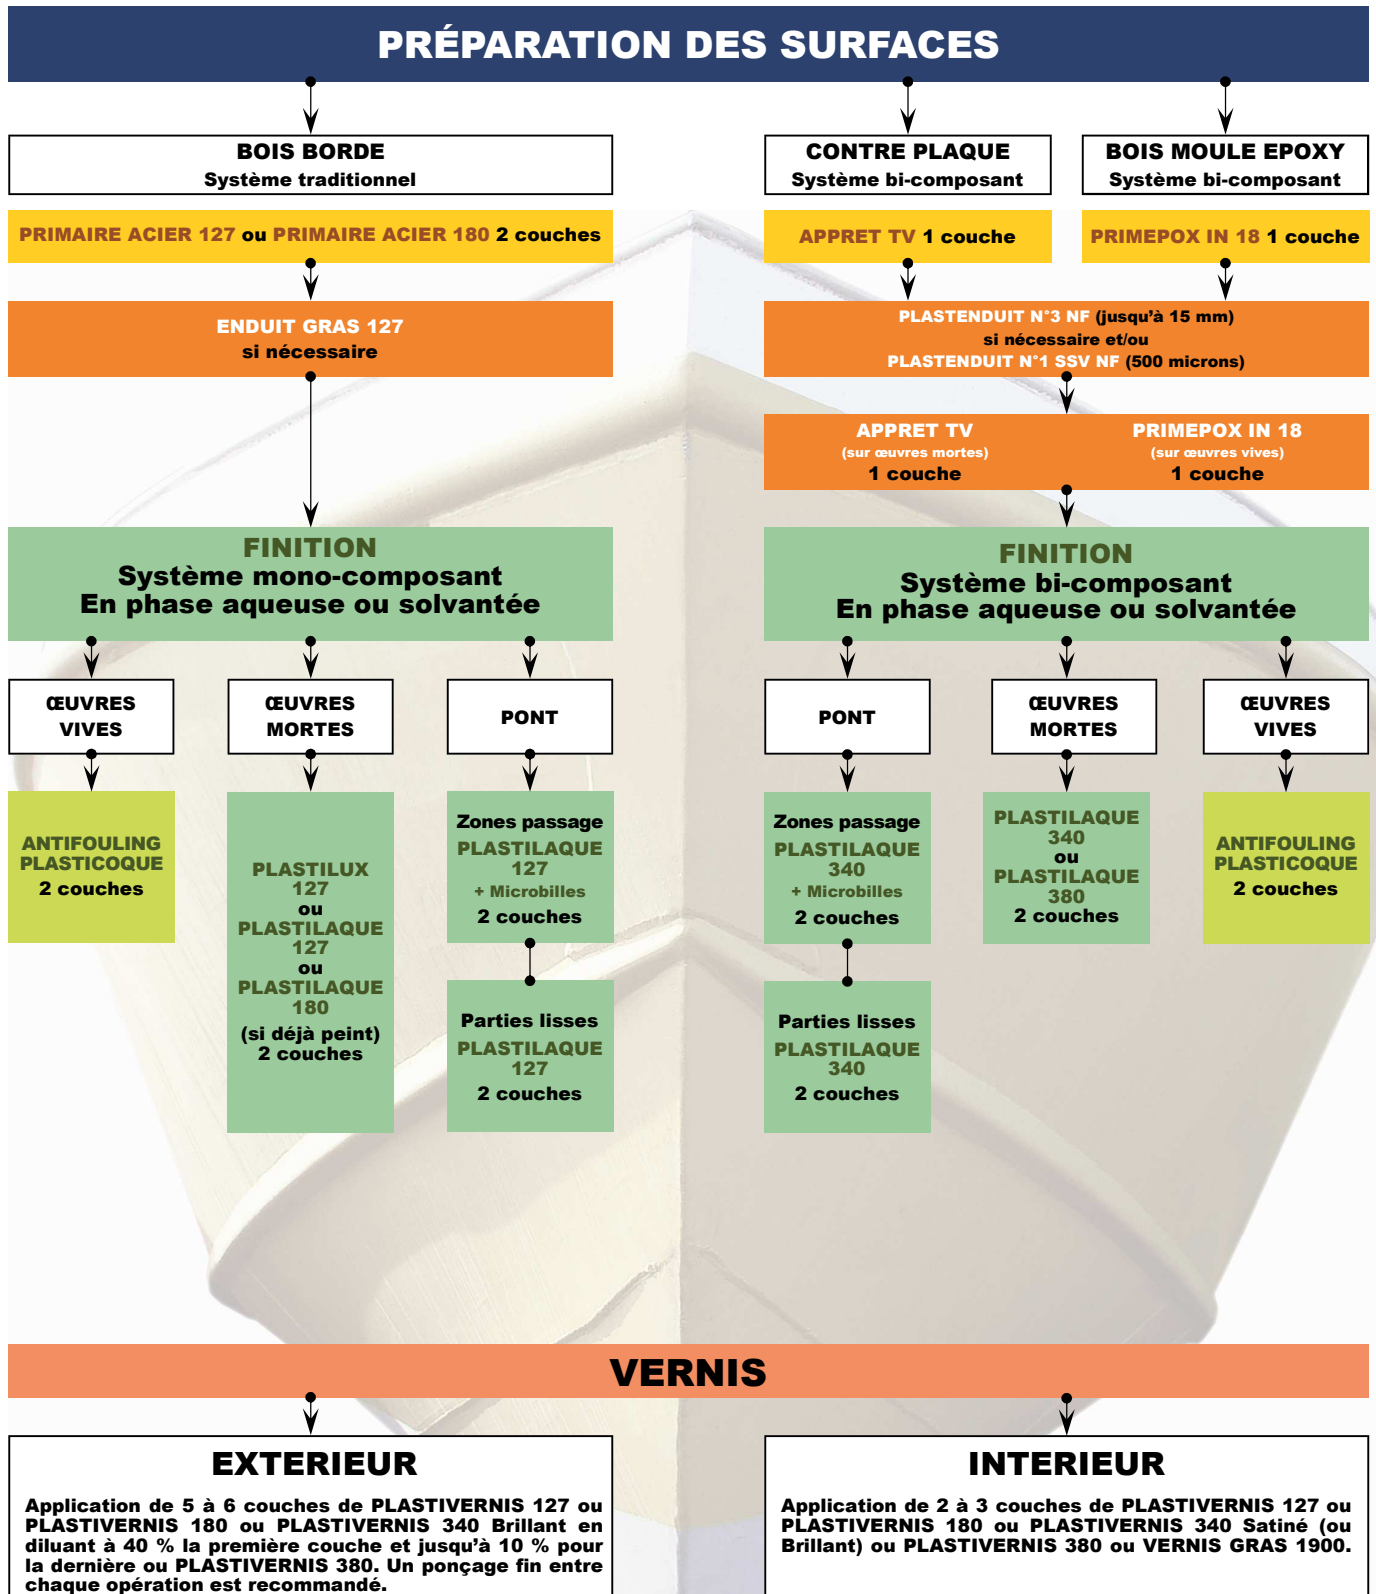 PRÉPARATION DES SURFACES
BOIS BORDE
Système traditionnel
CONTRE PLAQUE
Système bi-composant
BOIS MOULE EPOXY
Système bi-composant
PRIMAIRE ACIER 127 ou PRIMAIRE ACIER 180 2 couches
APPRET TV 1 couche
PRIMEPOX IN 18 1 couche
ENDUIT GRAS 127
si nécessaire
PLASTENDUIT N°3 NF (jusqu'à 15 mm)
si nécessaire et/ou
PLASTENDUIT N°1 SSV NF (500 microns)
APPRET TV
(sur œuvres mortes)
1 couche
PRIMEPOX IN 18
(sur œuvres vives)
1 couche
FINITION
Système mono-composant
En phase aqueuse ou solvantée
FINITION
Système bi-composant
En phase aqueuse ou solvantée
ŒUVRES
VIVES
ŒUVRES
MORTES
PONT
PONT
ŒUVRES
MORTES
ŒUVRES
VIVES
ANTIFOULING
PLASTICOQUE
2 couches
PLASTILUX
127
ou
PLASTILAQUE
127
ou
PLASTILAQUE
180
(si déjà peint)
2 couches
Zones passage
PLASTILAQUE
127
+ Microbilles
2 couches
Parties lisses
PLASTILAQUE
127
2 couches
Zones passage
PLASTILAQUE
340
+ Microbilles
2 couches
Parties lisses
PLASTILAQUE
340
2 couches
PLASTILAQUE
340
ou
PLASTILAQUE
380
2 couches
ANTIFOULING
PLASTICOQUE
2 couches
VERNIS
EXTERIEUR
Application de 5 à 6 couches de PLASTIVERNIS 127 ou
PLASTIVERNIS 180 ou PLASTIVERNIS 340 Brillant en
diluant à 40 % la première couche et jusqu'à 10 % pour
la dernière ou PLASTIVERNIS 380. Un ponçage fin entre
chaque opération est recommandé.
INTERIEUR
Application de 2 à 3 couches de PLASTIVERNIS 127 ou
PLASTIVERNIS 180 ou PLASTIVERNIS 340 Satiné (ou
Brillant) ou PLASTIVERNIS 380 ou VERNIS GRAS 1900.